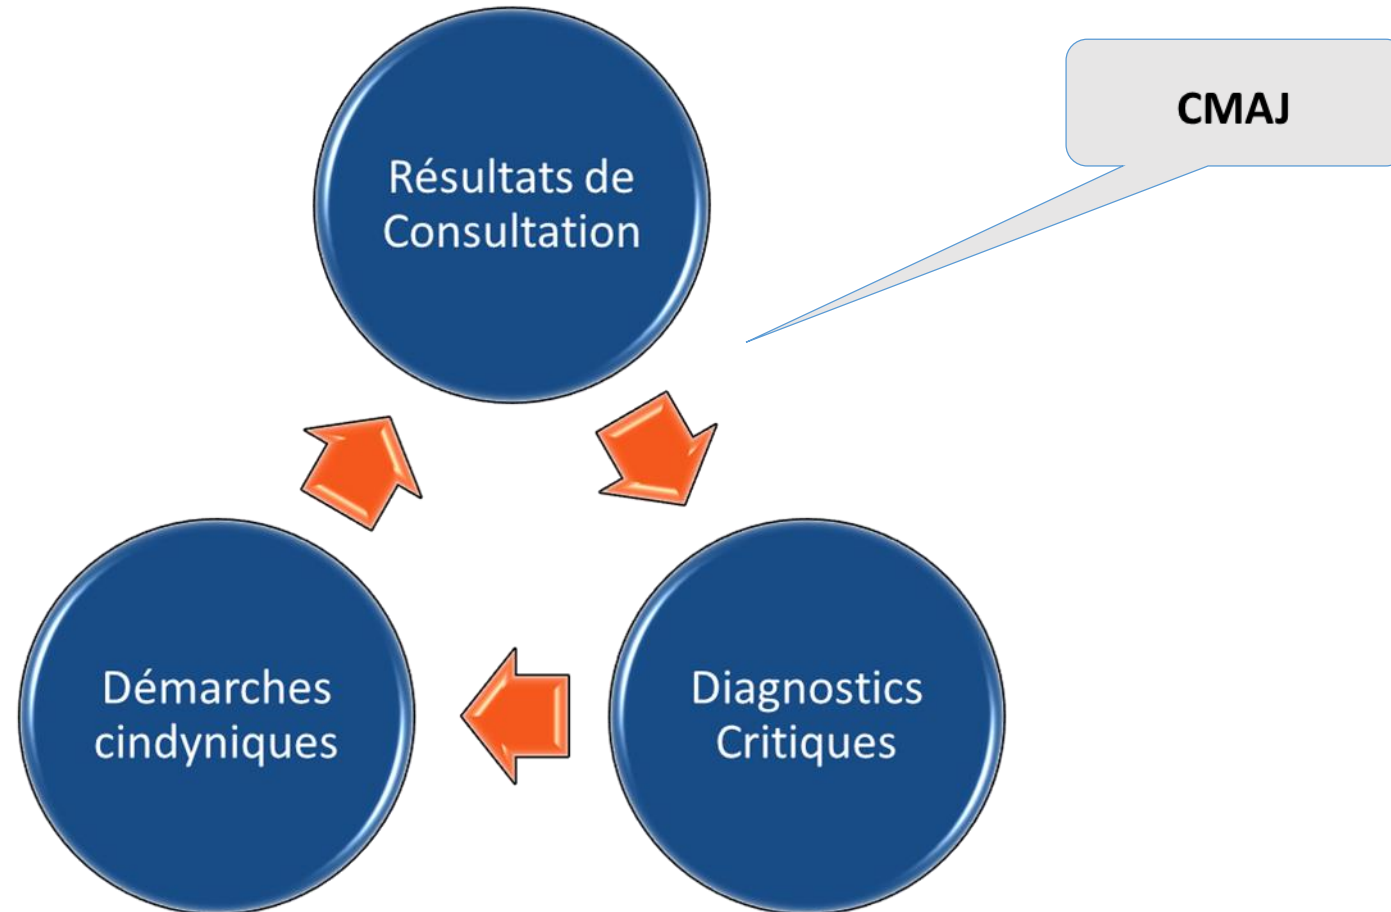 CMAJ
Résultats de
Consultation
Démarches
cindyniques
Diagnostics
Critiques